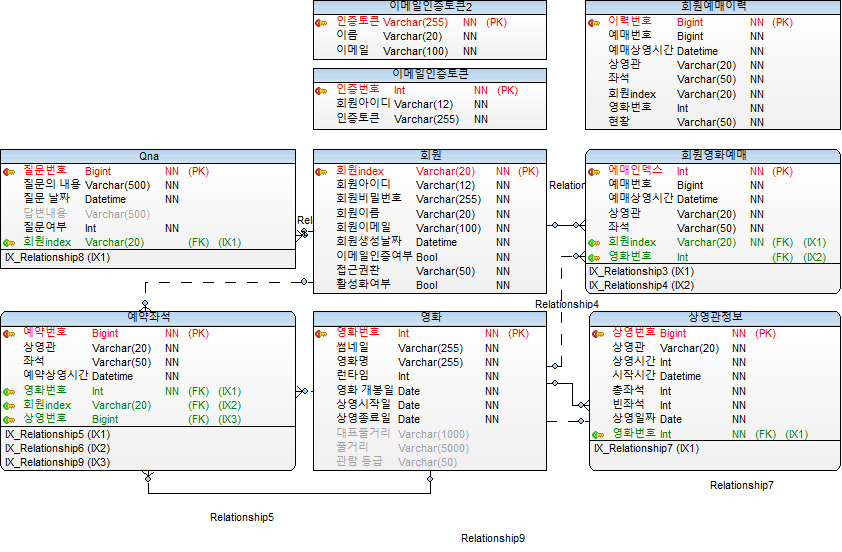 이메일인증토큰2
인증토큰 Varchar(255) NN (PK)
이름 Varchar(20) NN
이메일 Varchar(100) NN
회원예매이력
이력번호 Bigint NN (PK)
예매번호 Bigint NN
예매상영시간 Datetime NN
상영관 Varchar(20) NN
좌석 Varchar(50) NN
회원index Varchar(20) NN
영화번호 Int NN
현황 Varchar(50) NN
이메일인증토큰
인증번호 Int NN (PK)
회원아이디 Varchar(12) NN
인증토큰 Varchar(255) NN
Qna
질문번호 Bigint NN (PK)
질문의 내용 Varchar(500) NN
질문 날짜 Datetime NN
답변내용 Varchar(500)
질문여부 Int NN
회원index Varchar(20) (FK) (IX1)
IX_Relationship8 (IX1)
Rela
회원
회원index Varchar(20) NN (PK)
회원아이디 Varchar(12) NN
회원비밀번호 Varchar(255) NN
회원이름 Varchar(20) NN
회원이메일 Varchar(100) NN
회원생성날짜 Datetime NN
이메일인증여부 Bool NN
접근권환 Varchar(50) NN
활성화여부 Bool NN
Relation
회원영화예매
예매인덱스 Int NN (PK)
예매번호 Bigint NN
예매상영시간 Datetime NN
상영관 Varchar(20) NN
좌석 Varchar(50) NN
회원index Varchar(20) NN (FK) (IX1)
영화번호 Int (FK) (IX2)
IX_Relationship3 (IX1)
IX_Relationship4 (IX2)
Relationship4
예약좌석
예약번호 Bigint NN (PK)
상영관 Varchar(20) NN
좌석 Varchar(50) NN
예약상영시간 Datetime NN
영화번호 Int NN (FK) (IX1)
회원index Varchar(20) (FK) (IX2)
상영번호 Bigint (FK) (IX3)
IX_Relationship5 (IX1)
IX_Relationship6 (IX2)
IX_Relationship9 (IX3)
영화
영화번호 Int NN (PK)
썸네일 Varchar(255) NN
영화명 Varchar(255) NN
런타임 Int NN
영화 개봉일 Date NN
상영시작일 Date NN
상영종료일 Date NN
대표줄거리 Varchar(1000)
줄거리 Varchar(5000)
관람 등급 Varchar(50)
상영관정보
상영번호 Bigint NN (PK)
상영관 Varchar(20) NN
상영시간 Int NN
시작시간 Datetime NN
총좌석 Int NN
빈좌석 Int NN
상영일짜 Date NN
영화번호 Int NN (FK) (IX1)
IX_Relationship7 (IX1)
Relationship7
Relationship5
Relationship9